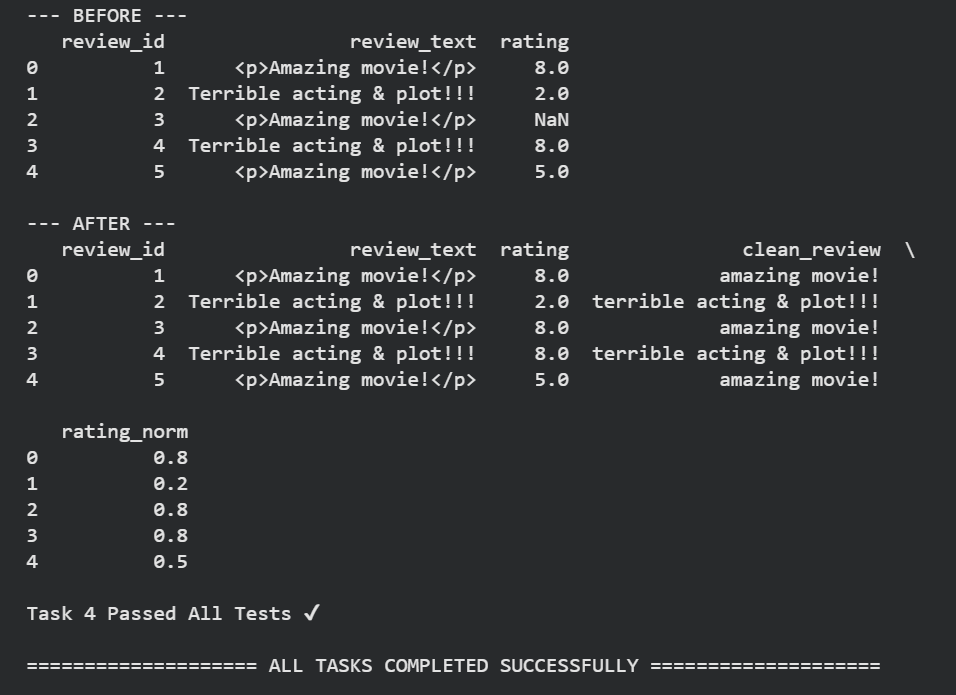 --- BEFORE ---
   review_id                review_text  rating
0          1      <p>Amazing movie!</p>     8.0
1          2  Terrible acting & plot!!!     2.0
2          3      <p>Amazing movie!</p>     NaN
3          4  Terrible acting & plot!!!     8.0
4          5      <p>Amazing movie!</p>     5.0

--- AFTER ---
   review_id                review_text  rating               clean_review  \
0          1      <p>Amazing movie!</p>     8.0             amazing movie!
1          2  Terrible acting & plot!!!     2.0  terrible acting & plot!!!
2          3      <p>Amazing movie!</p>     8.0             amazing movie!
3          4  Terrible acting & plot!!!     8.0  terrible acting & plot!!!
4          5      <p>Amazing movie!</p>     5.0             amazing movie!

   rating_norm
0          0.8
1          0.2
2          0.8
3          0.8
4          0.5

Task 4 Passed All Tests ✓

==================== ALL TASKS COMPLETED SUCCESSFULLY ====================